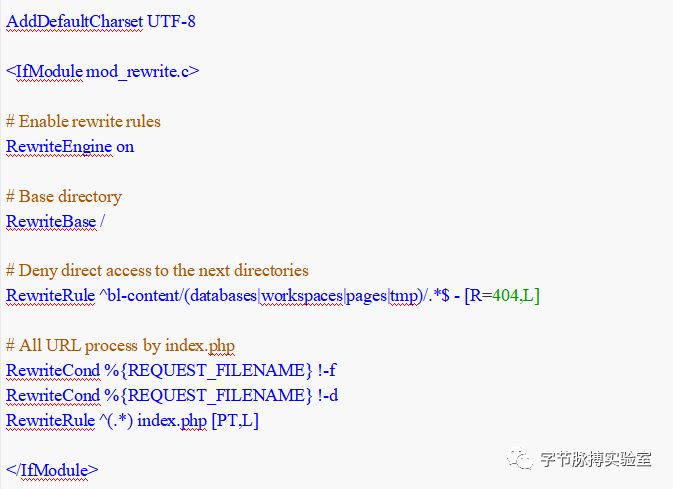 AddDefaultCharset UTF-8
<IfModule mod_rewrite.c>
# Enable rewrite rules
RewriteEngine on
# Base directory
RewriteBase /
# Deny direct access to the next directories
RewriteRule ^bl-content/(databases|workspaces|pages|tmp)/.*$ - [R=404,L]
# All URL process by index.php
RewriteCond %{REQUEST_FILENAME} !-f
RewriteCond %{REQUEST_FILENAME} !-d
RewriteRule ^(.*) index.php [PT,L]
</IfModule>
字节脉搏实验室